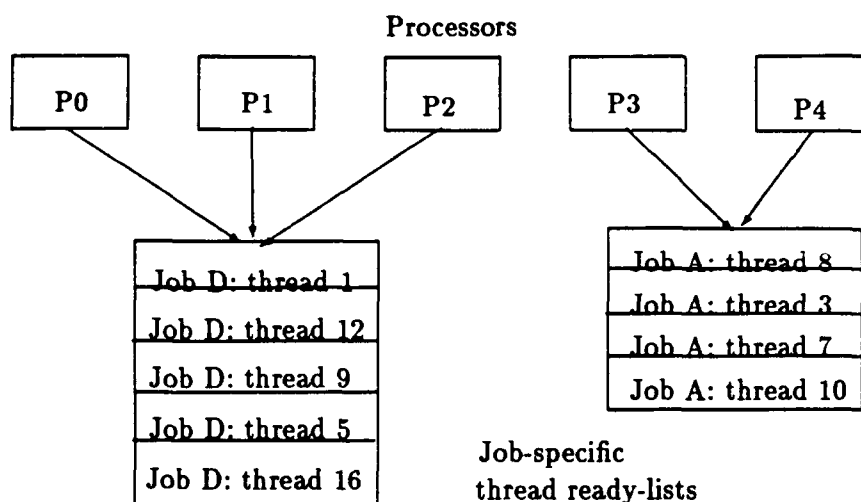 Processors
P0 P1 P2 P3 P4
Job D: thread 1
Job D: thread 12
Job D: thread 9
Job D: thread 5
Job D: thread 16
Job A: thread 8
Job A: thread 3
Job A: thread 7
Job A: thread 10
Job-specific
thread ready-lists